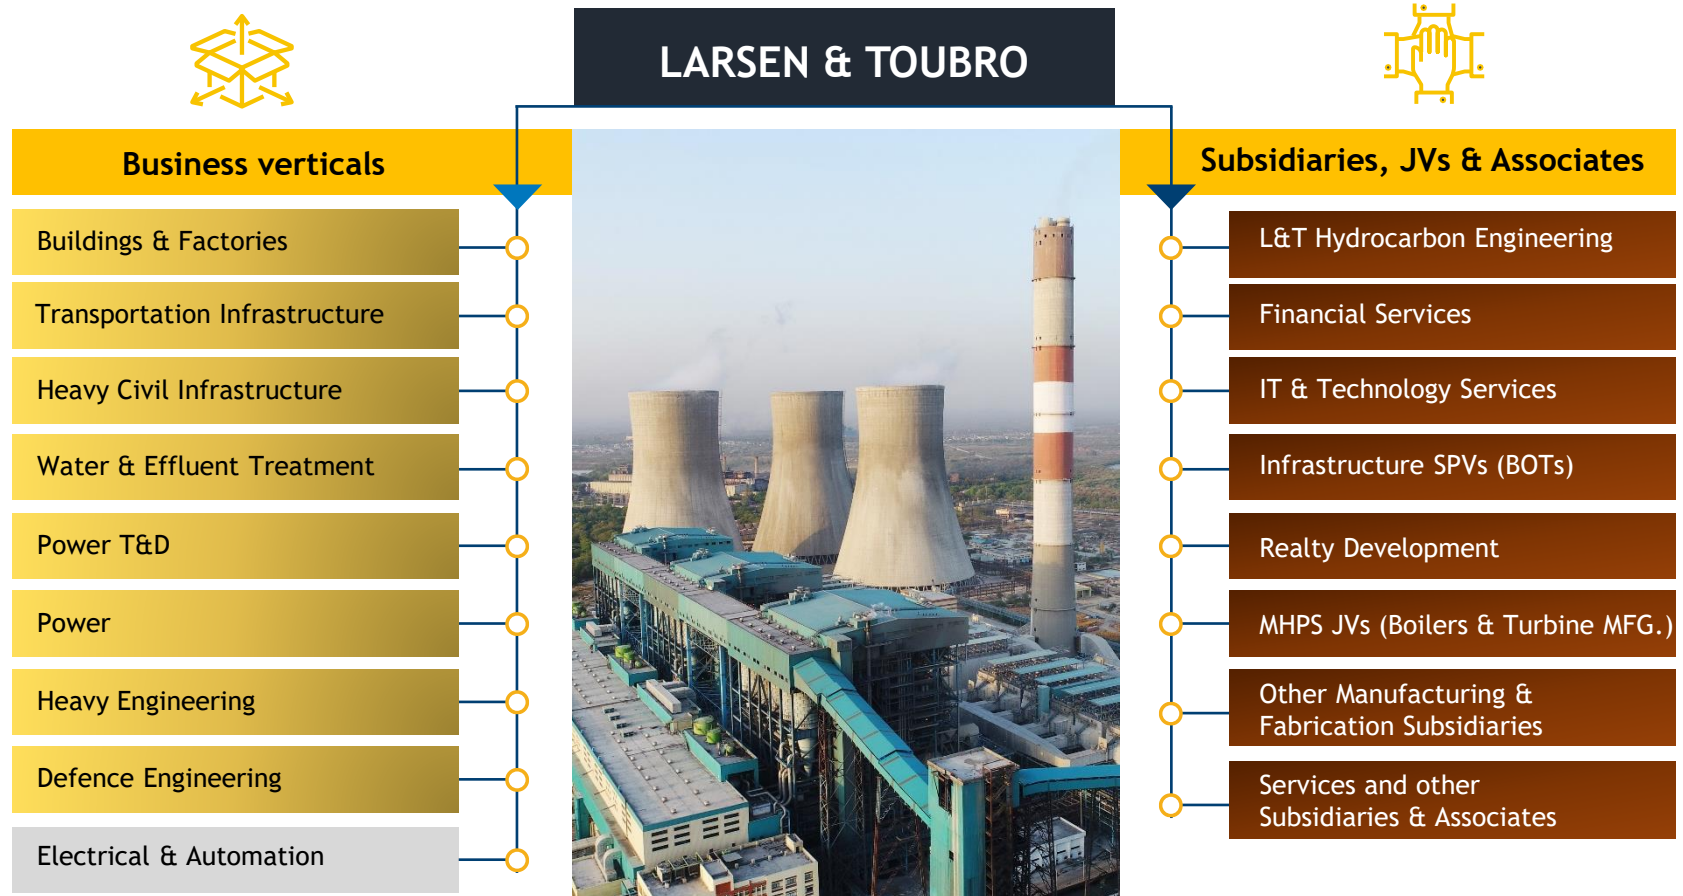 LARSEN & TOUBRO
Business verticals
Buildings & Factories
Transportation Infrastructure
Heavy Civil Infrastructure
Water & Effluent Treatment
Power T&D
Power
Heavy Engineering
Defence Engineering
Electrical & Automation
Subsidiaries, JVs & Associates
L&T Hydrocarbon Engineering
Financial Services
IT & Technology Services
Infrastructure SPVs (BOTs)
Realty Development
MHPS JVs (Boilers & Turbine MFG.)
Other Manufacturing &
Fabrication Subsidiaries
Services and other
Subsidiaries & Associates